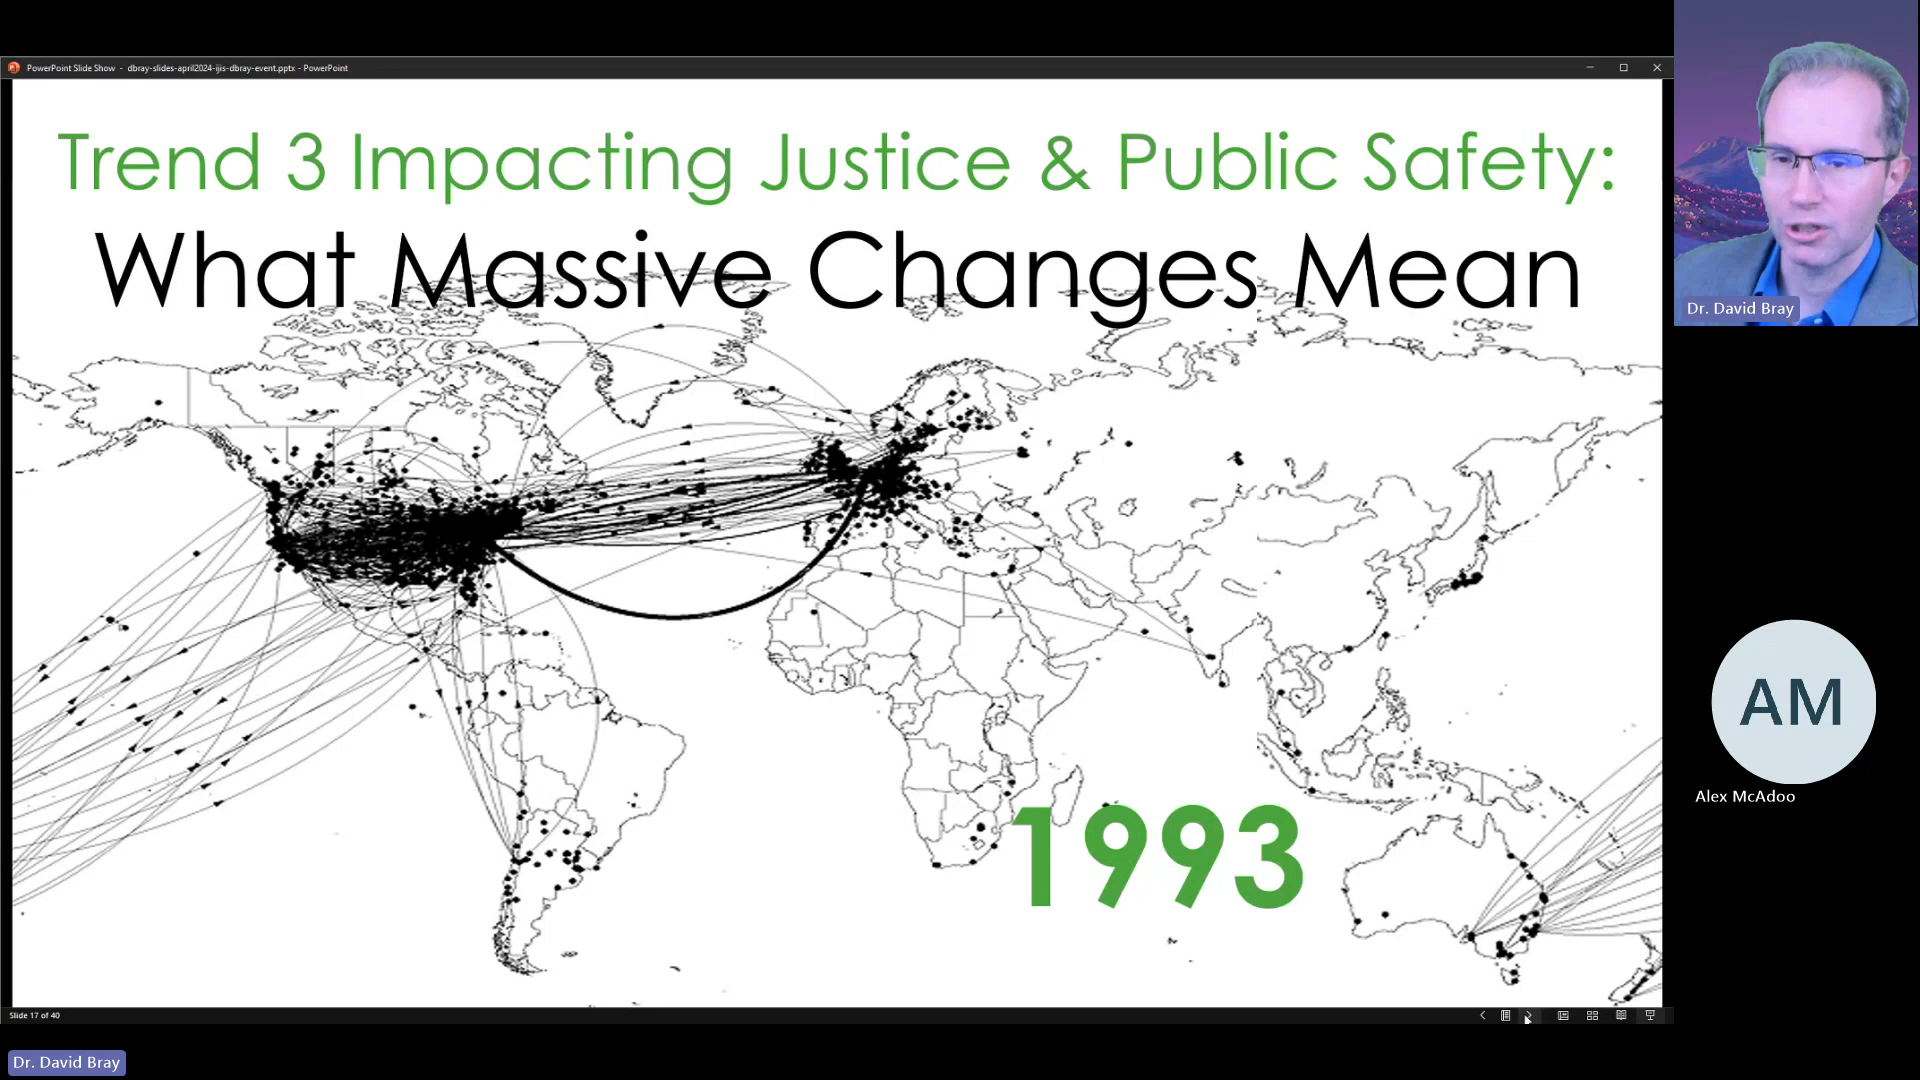 PowerPoint Slide Show - dbray-slides-april2024-ijis-dbray-event.pptx - PowerPoint
Trend 3 Impacting Justice & Public Safety:
What Massive Changes Mean
1993
Slide 17 of 40
Dr. David Bray
AM
Alex McAdoo
Dr. David Bray